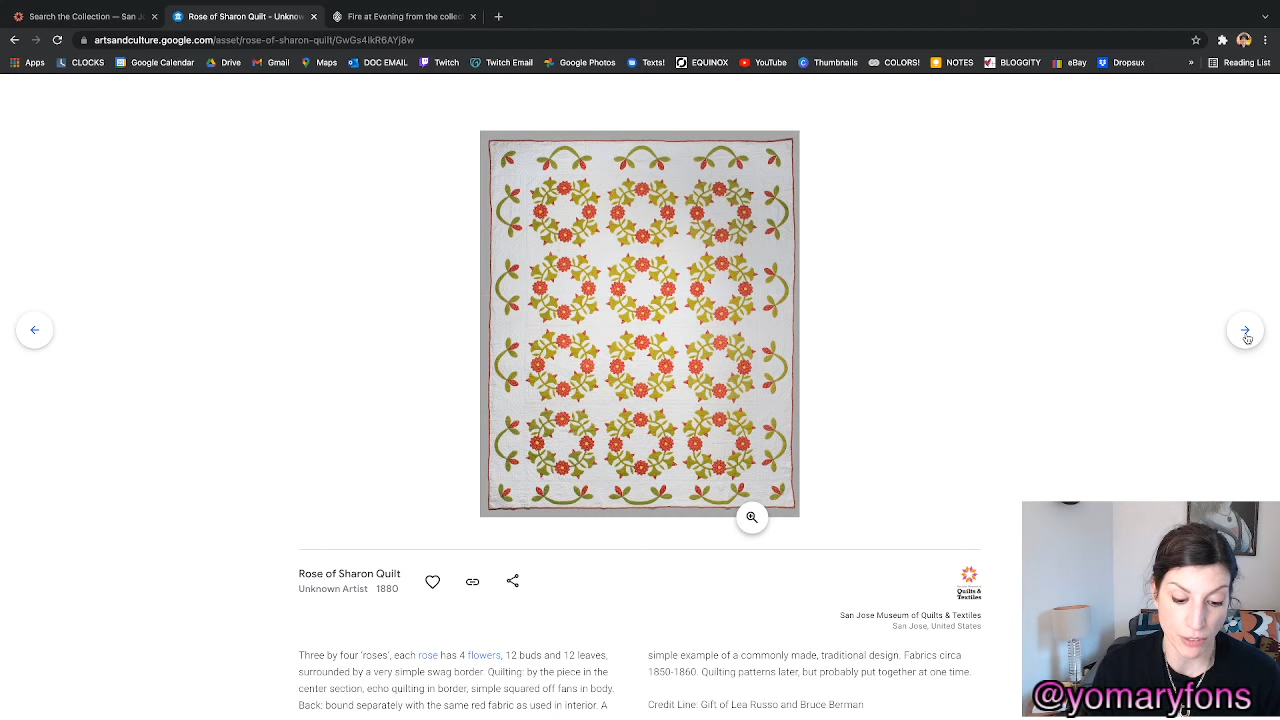 Search the Collection — San J
Rose of Sharon Quilt - Unknow
Fire at Evening from the collec
artsandculture.google.com/asset/rose-of-sharon-quilt/GwGs4IkR6AYj8w
Apps CLOCKS Google Calendar Drive Gmail Maps DOC EMAIL Twitch Twitch Email Google Photos Texts! EQUINOX YouTube Thumbnails COLORS! NOTES BLOGGITY eBay Dropsux » Reading List
Rose of Sharon Quilt
Unknown Artist 1880
Quilts &
Textiles
San Jose Museum of Quilts & Textiles
San Jose, United States
Three by four 'roses', each rose has 4 flowers, 12 buds and 12 leaves,
surrounded by a very simple swag border. Quilting: by the piece in the
center section, echo quilting in border, simple squared off fans in body.
Back: bound separately with the same red fabric as used in interior. A
simple example of a commonly made, traditional design. Fabrics circa
1850-1860. Quilting patterns later, but probably put together at one time.
Credit Line: Gift of Lea Russo and Bruce Berman
@yomaryfons